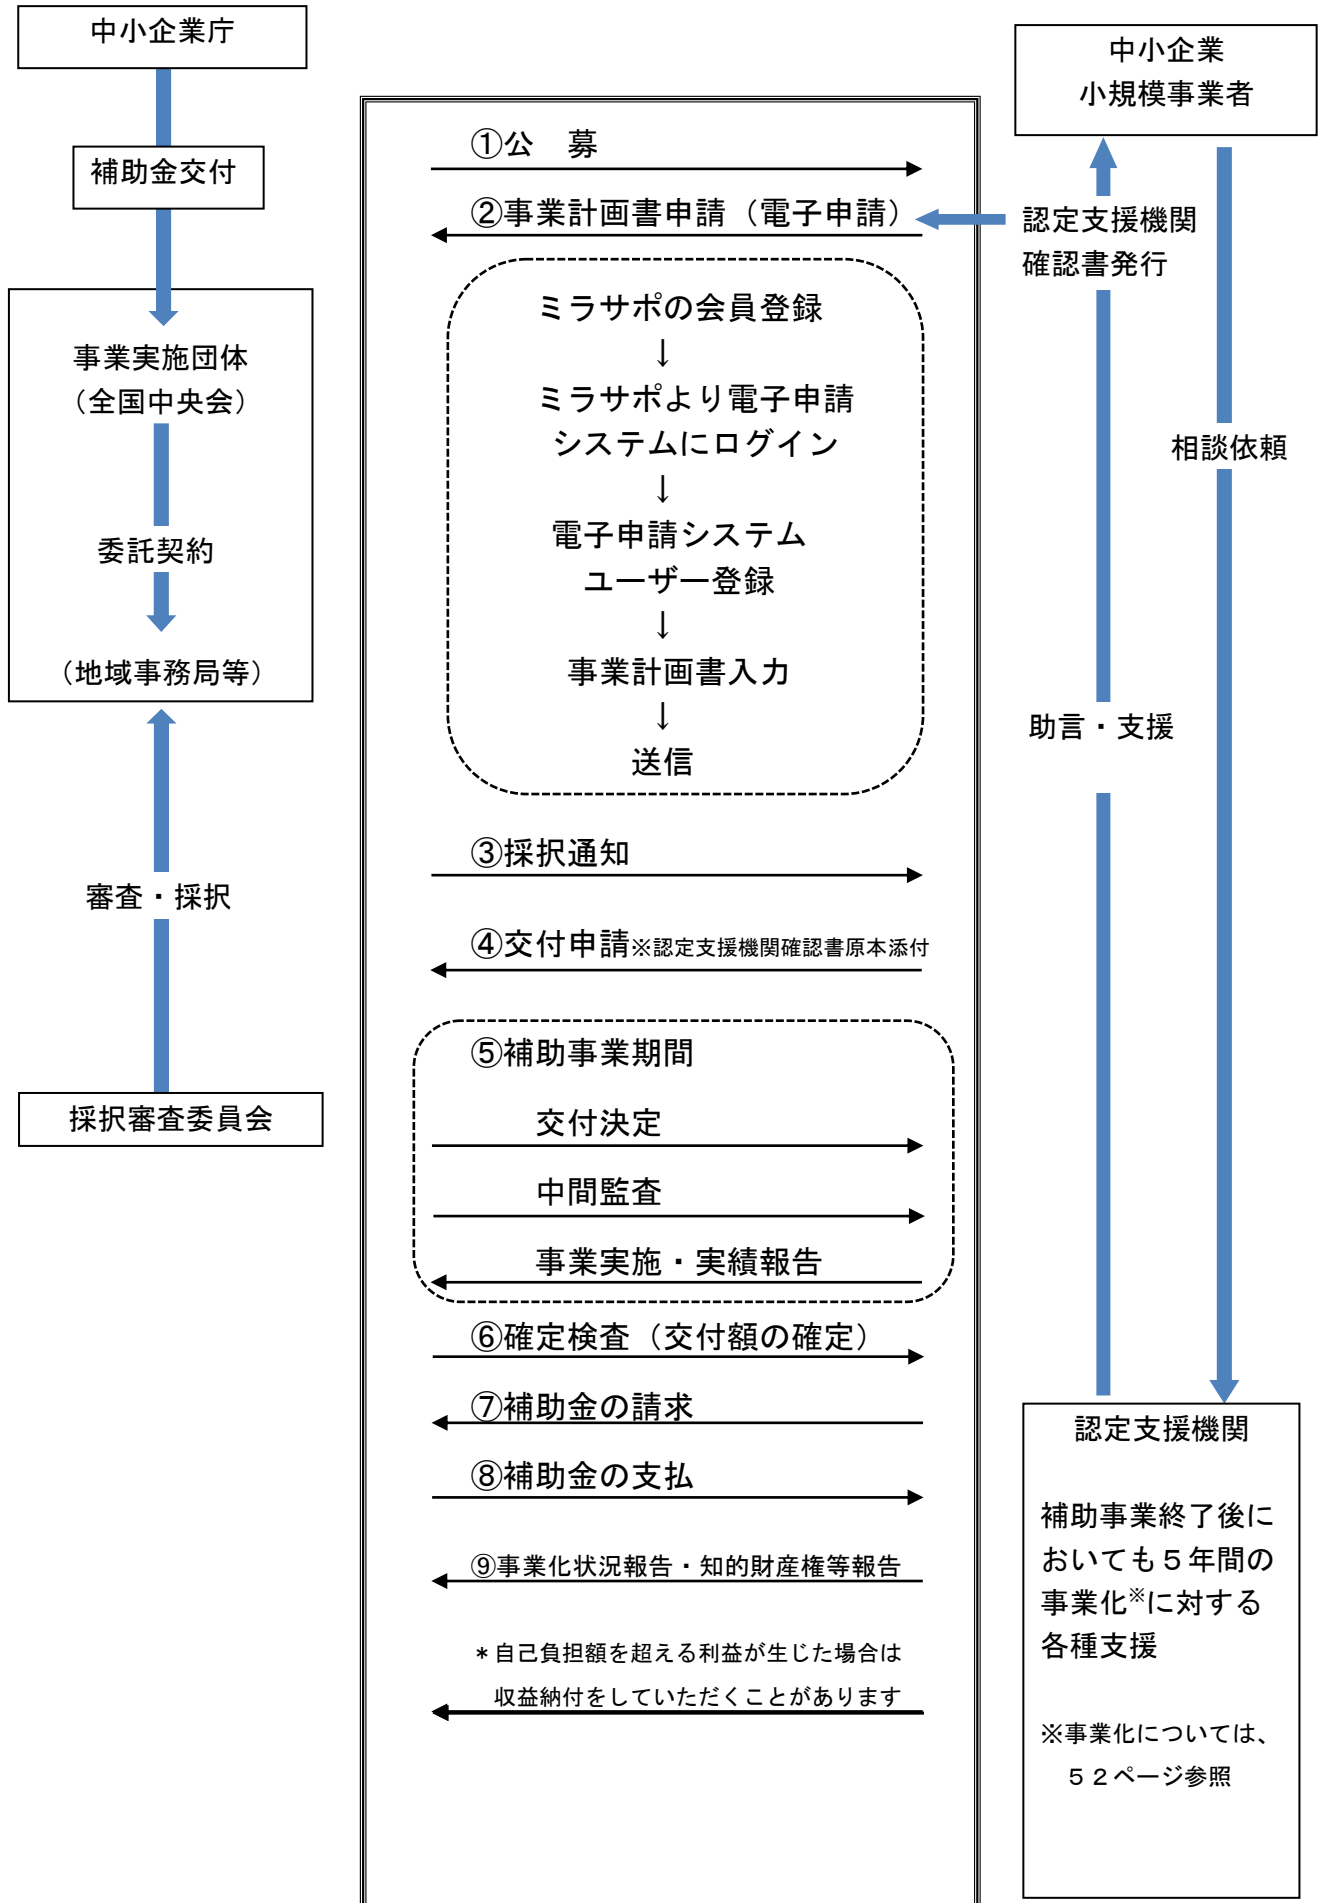 中小企業庁
補助金交付
事業実施団体
（全国中央会）
委託契約
（地域事務局等）
審査・採択
採択審査委員会
①公　募
②事業計画書申請（電子申請）
ミラサポの会員登録
↓
ミラサポより電子申請
システムにログイン
↓
電子申請システム
ユーザー登録
↓
事業計画書入力
↓
送信
③採択通知
④交付申請※認定支援機関確認書原本添付
⑤補助事業期間
交付決定
中間監査
事業実施・実績報告
⑥確定検査（交付額の確定）
⑦補助金の請求
⑧補助金の支払
⑨事業化状況報告・知的財産権等報告
＊自己負担額を超える利益が生じた場合は
収益納付をしていただくことがあります
中小企業
小規模事業者
認定支援機関
確認書発行
相談依頼
助言・支援
認定支援機関
補助事業終了後に
おいても５年間の
事業化※に対する
各種支援
※事業化については、
５２ページ参照